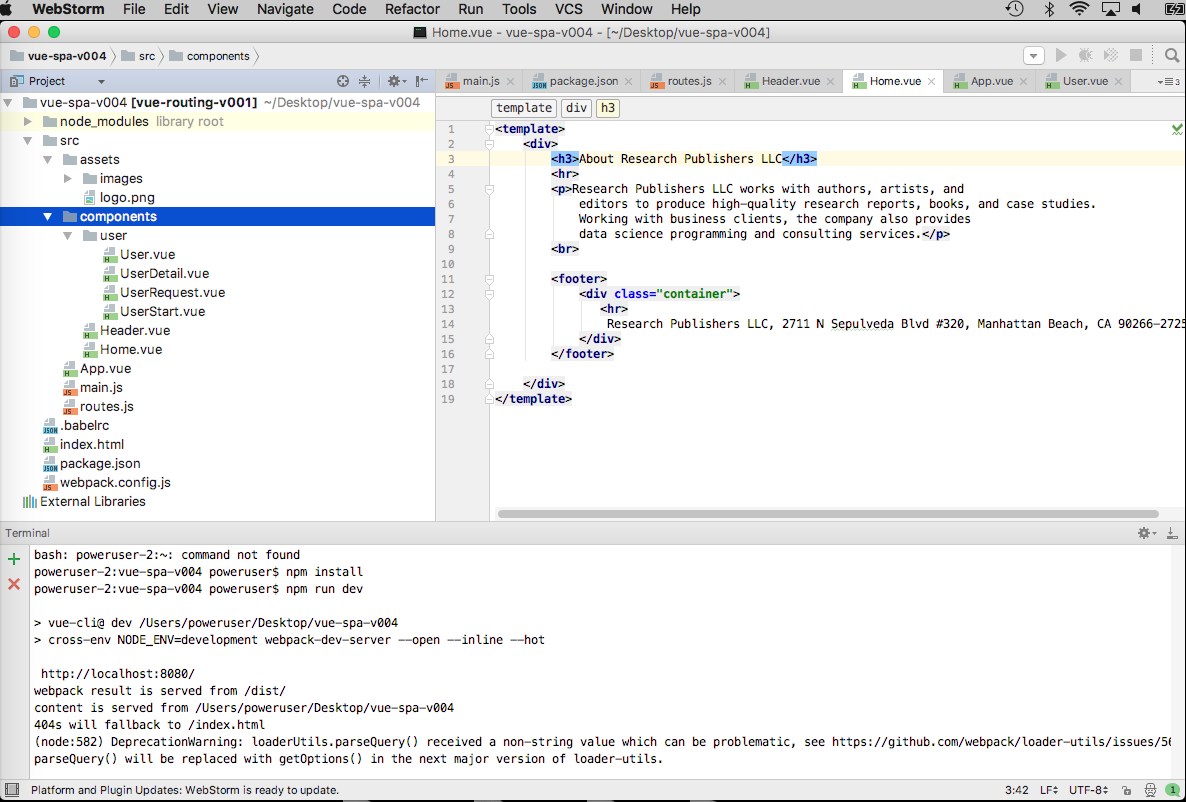 WebStorm File Edit View Navigate Code Refactor Run Tools VCS Window Help
Home.vue - vue-spa-v004 - [~/Desktop/vue-spa-v004]
vue-spa-v004 src components
Project
main.js package.json routes.js Header.vue Home.vue App.vue User.vue 3
vue-spa-v004 [vue-routing-v001] ~/Desktop/vue-spa-v004
node_modules library root
src
assets
images
logo.png
components
user
User.vue
UserDetail.vue
UserRequest.vue
UserStart.vue
Header.vue
Home.vue
App.vue
main.js
routes.js
.babelrc
index.html
package.json
webpack.config.js
External Libraries
template div h3
1 <template>
2 <div>
3 <h3>About Research Publishers LLC</h3>
4 <hr>
5 <p>Research Publishers LLC works with authors, artists, and
6 editors to produce high-quality research reports, books, and case studies.
7 Working with business clients, the company also provides
8 data science programming and consulting services.</p>
9 <br>
10
11 <footer>
12 <div class="container">
13 <hr>
14 Research Publishers LLC, 2711 N Sepulveda Blvd #320, Manhattan Beach, CA 90266-2725
15 </div>
16 </footer>
17
18 </div>
19 </template>
Terminal
bash: poweruser-2:~: command not found
poweruser-2:vue-spa-v004 poweruser$ npm install
poweruser-2:vue-spa-v004 poweruser$ npm run dev
> vue-cli@ dev /Users/poweruser/Desktop/vue-spa-v004
> cross-env NODE_ENV=development webpack-dev-server --open --inline --hot
http://localhost:8080/
webpack result is served from /dist/
content is served from /Users/poweruser/Desktop/vue-spa-v004
404s will fallback to /index.html
(node:582) DeprecationWarning: loaderUtils.parseQuery() received a non-string value which can be problematic, see https://github.com/webpack/loader-utils/issues/56
parseQuery() will be replaced with getOptions() in the next major version of loader-utils.
Platform and Plugin Updates: WebStorm is ready to update. 3:42 LF UTF-8 1